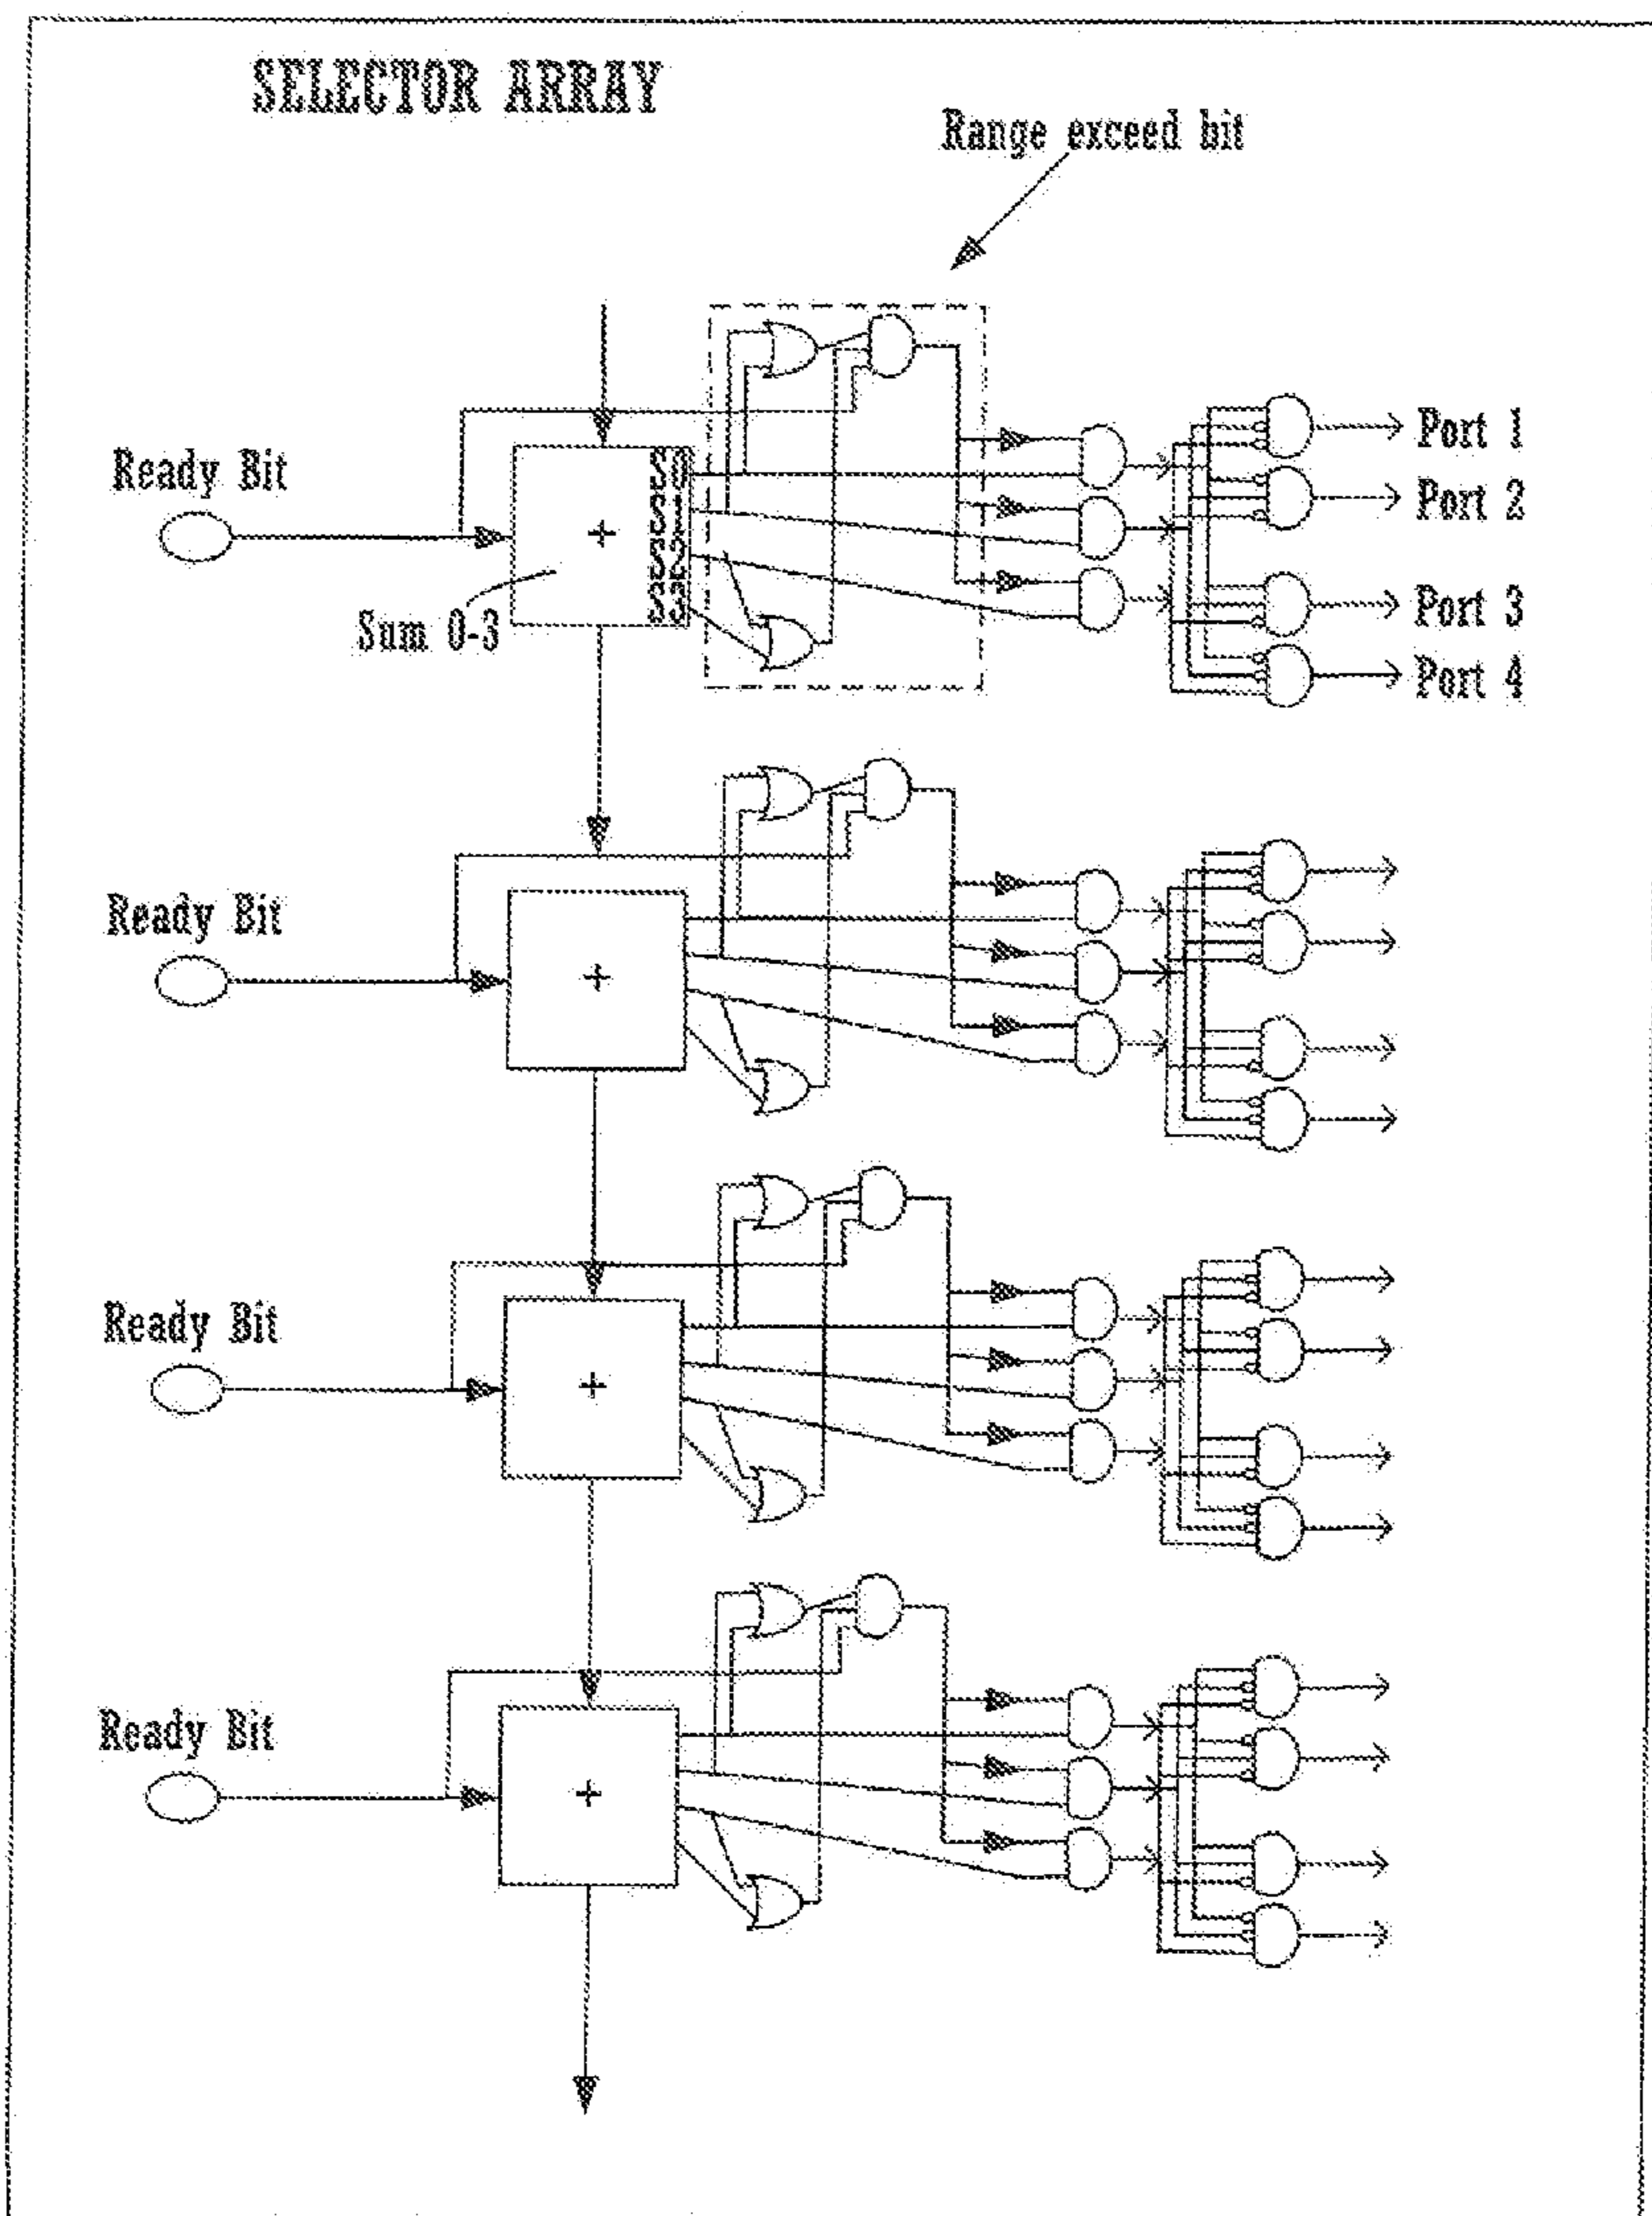 SELECTOR ARRAY
Range exceed bit
Ready Bit
S0
S1
S2
S3
+
Sum 0-3
Port 1
Port 2
Port 3
Port 4
Ready Bit
+
Ready Bit
+
Ready Bit
+